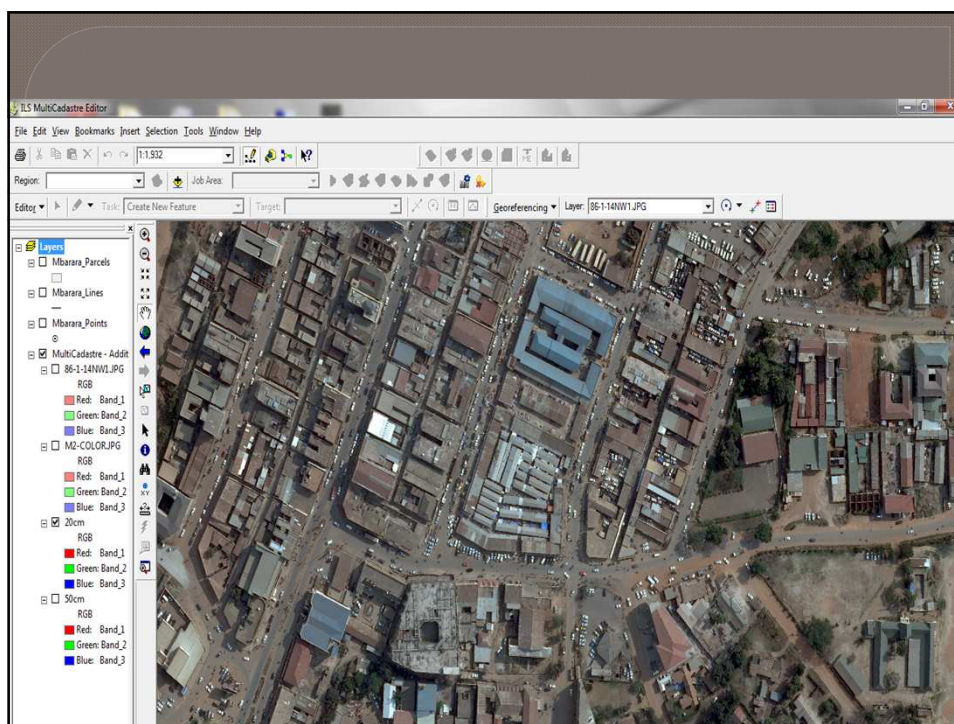 ILS MultiCadastre Editor
File Edit View Bookmarks Insert Selection Tools Window Help
1:1,932
Region: Job Area:
Editor Task: Create New Feature Target: Georeferencing Layer: 86-1-14NW1.JPG
Layers
Mbarara_Parcels
Mbarara_Lines
Mbarara_Points
MultiCadastre - Addit
86-1-14NW1.JPG
RGB
Red: Band_1
Green: Band_2
Blue: Band_3
M2-COLOR.JPG
RGB
Red: Band_1
Green: Band_2
Blue: Band_3
20cm
RGB
Red: Band_1
Green: Band_2
Blue: Band_3
50cm
RGB
Red: Band_1
Green: Band_2
Blue: Band_3
XY